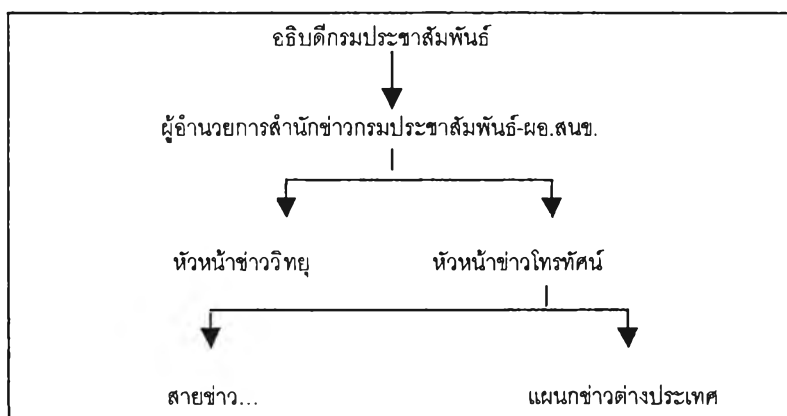 อธิบดีกรมประชาสัมพันธ์
ผู้อำนวยการสำนักข่าวกรมประชาสัมพันธ์-ผอ.สนข.
หัวหน้าข่าววิทยุ หัวหน้าข่าวโทรทัศน์
สายข่าว... แผนกข่าวต่างประเทศ